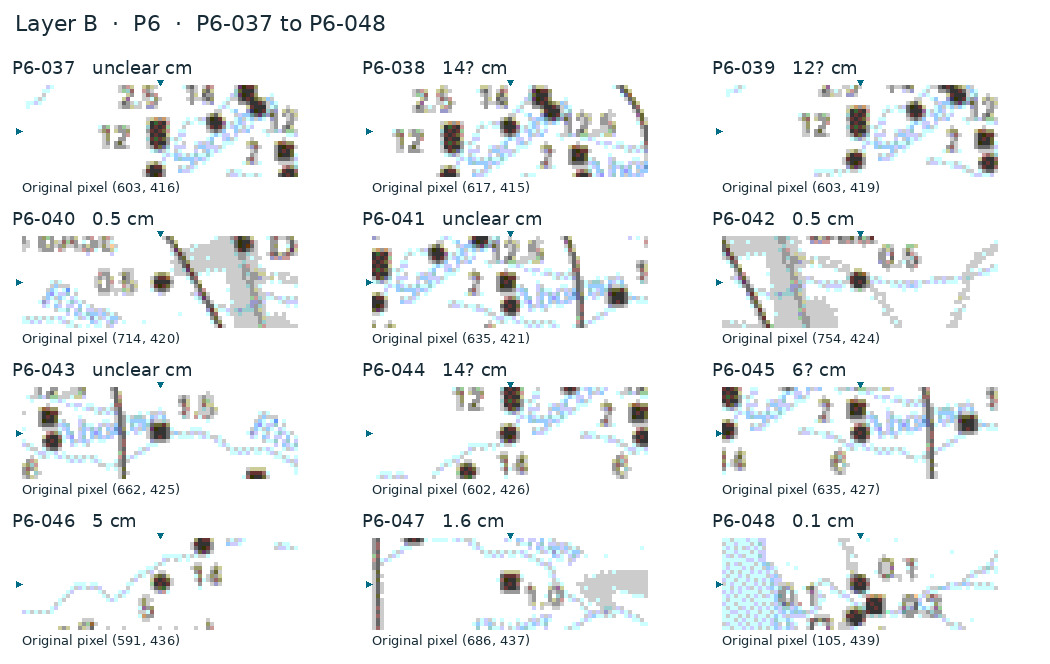 Layer B · P6 · P6-037 to P6-048
P6-037 unclear cm
P6-038 14? cm
P6-039 12? cm
2.5 14
12 12
2
2.5 14
12 12.5
2
12 12
2
Original pixel (603, 416)
Original pixel (617, 415)
Original pixel (603, 419)
P6-040 0.5 cm
P6-041 unclear cm
P6-042 0.5 cm
0.5
12.5
2
0.5
Original pixel (714, 420)
Original pixel (635, 421)
Original pixel (754, 424)
P6-043 unclear cm
P6-044 14? cm
P6-045 6? cm
1.5
6
12
2
14 6
2
14 6
Original pixel (662, 425)
Original pixel (602, 426)
Original pixel (635, 427)
P6-046 5 cm
P6-047 1.6 cm
P6-048 0.1 cm
14
5
1.0
0.1
0.1 0.3
Original pixel (591, 436)
Original pixel (686, 437)
Original pixel (105, 439)